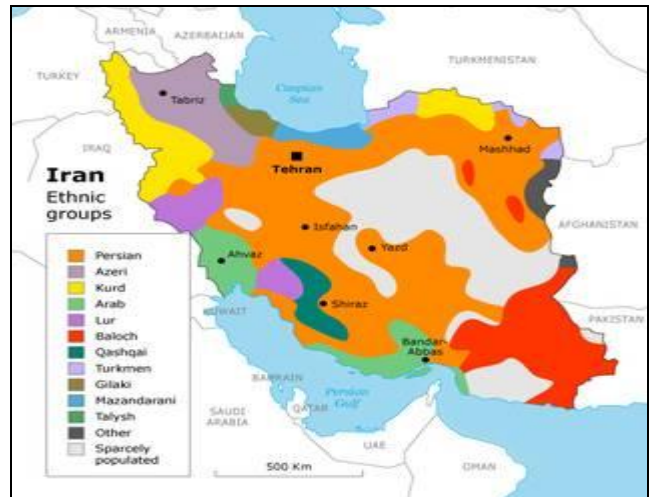 ARMENIA
AZERBAIJAN
TURKEY
Caspian
Sea
TURKMENISTAN
Tabriz
IRAQ
Mashhad
Tehran
Iran
Ethnic
groups
Isfahan
AFGHANISTAN
Yazd
Persian
Azeri
Kurd
Arab
Lur
Baloch
Qashqai
Turkmen
Gilaki
Mazandarani
Talysh
Other
Sparcely
populated
Ahvaz
KUWAIT
Shiraz
PAKISTAN
Bandar-
Abbas
BAHRAIN
Persian
Gulf
QATAR
SAUDI
ARABIA
UAE
OMAN
500 Km